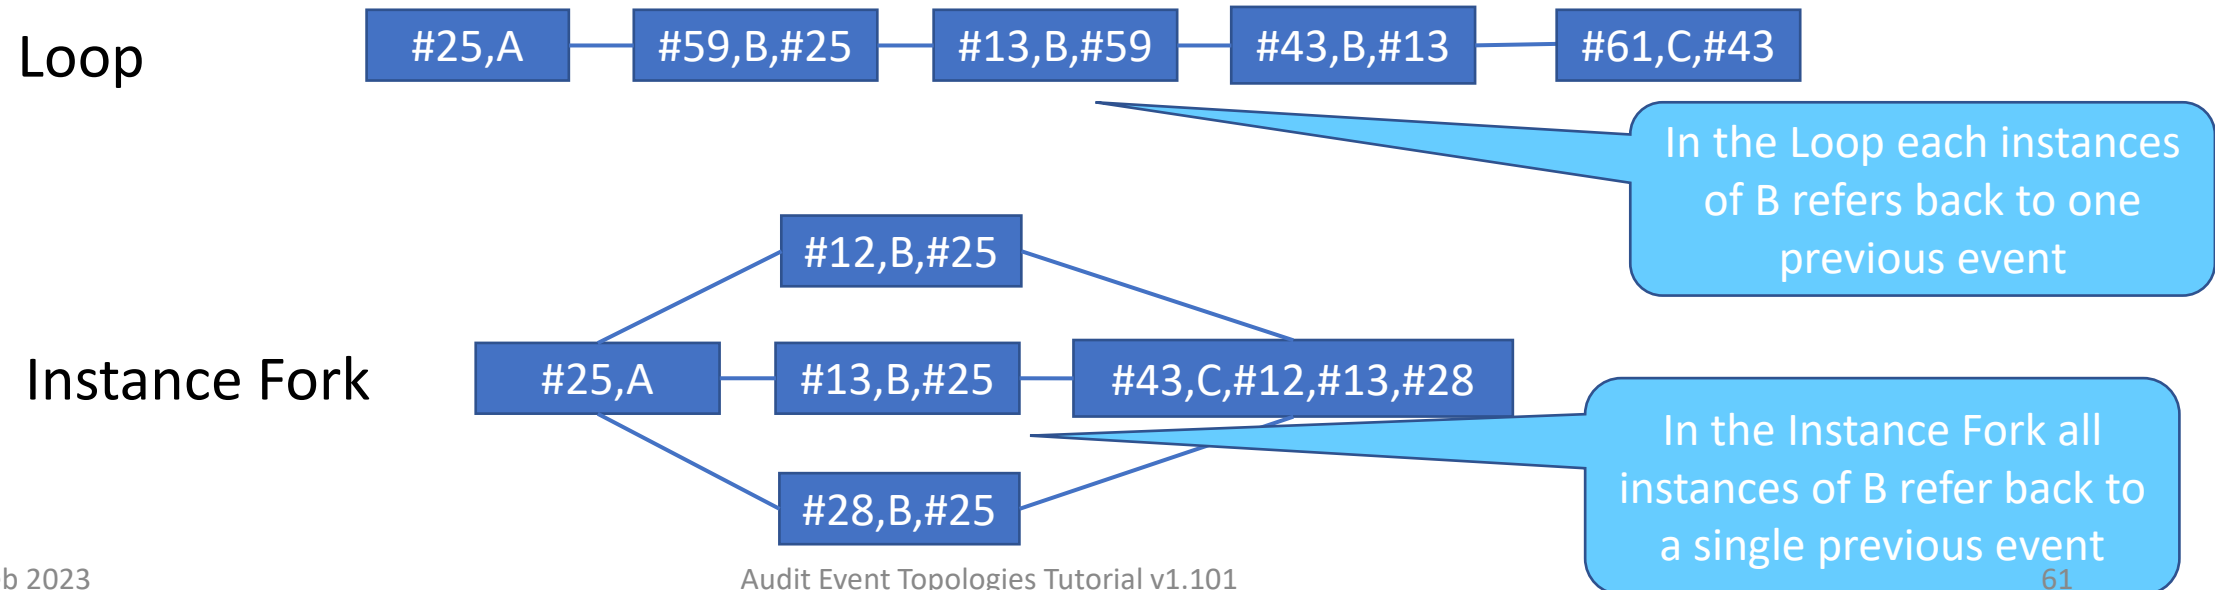 Loop
#25,A
#59,B,#25
#13,B,#59
#43,B,#13
#61,C,#43
In the Loop each instances
of B refers back to one
previous event
#12,B,#25
Instance Fork
#25,A
#13,B,#25
#43,C,#12,#13,#28
#28,B,#25
In the Instance Fork all
instances of B refer back to
a single previous event
b 2023
Audit Event Topologies Tutorial v1.101
61